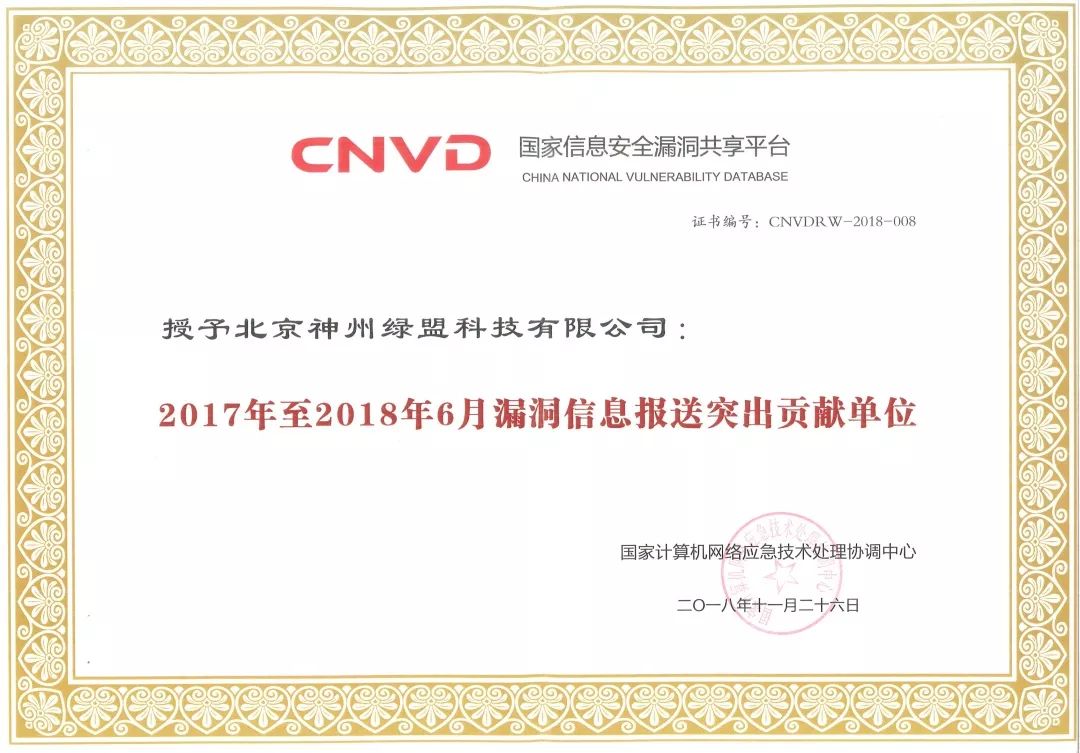 CNVD 国家信息安全漏洞共享平台
CHINA NATIONAL VULNERABILITY DATABASE
证书编号：CNVDRW-2018-008
授予北京神州绿盟科技有限公司：
2017年至2018年6月漏洞信息报送突出贡献单位
国家计算机网络应急技术处理协调中心
二〇一八年十一月二十六日